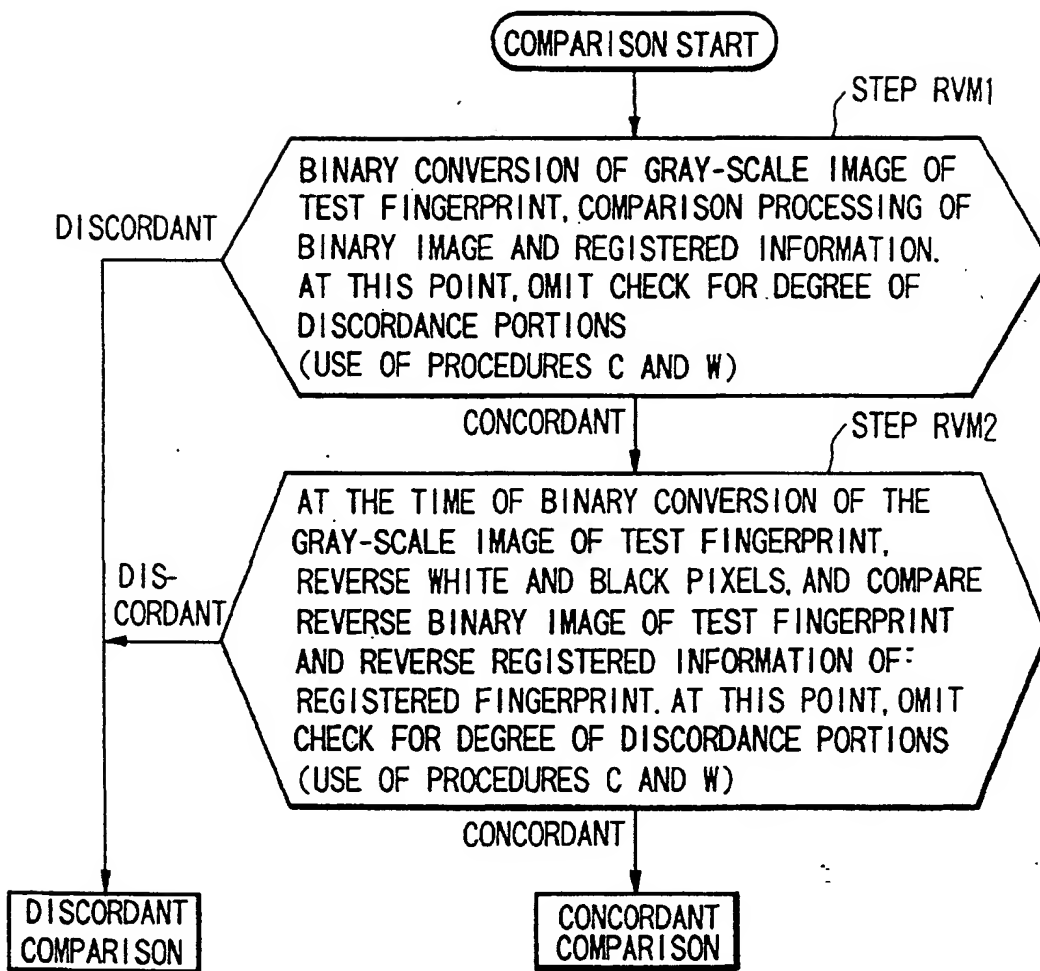 COMPARISON START
STEP RVM1
BINARY CONVERSION OF GRAY-SCALE IMAGE OF
TEST FINGERPRINT, COMPARISON PROCESSING OF
BINARY IMAGE AND REGISTERED INFORMATION.
AT THIS POINT, OMIT CHECK FOR DEGREE OF
DISCORDANCE PORTIONS
(USE OF PROCEDURES C AND W)
DISCORDANT
CONCORDANT
STEP RVM2
AT THE TIME OF BINARY CONVERSION OF THE
GRAY-SCALE IMAGE OF TEST FINGERPRINT,
REVERSE WHITE AND BLACK PIXELS, AND COMPARE
REVERSE BINARY IMAGE OF TEST FINGERPRINT
AND REVERSE REGISTERED INFORMATION OF
REGISTERED FINGERPRINT. AT THIS POINT, OMIT
CHECK FOR DEGREE OF DISCORDANCE PORTIONS
(USE OF PROCEDURES C AND W)
DIS-
CORDANT
CONCORDANT
DISCORDANT
COMPARISON
CONCORDANT
COMPARISON